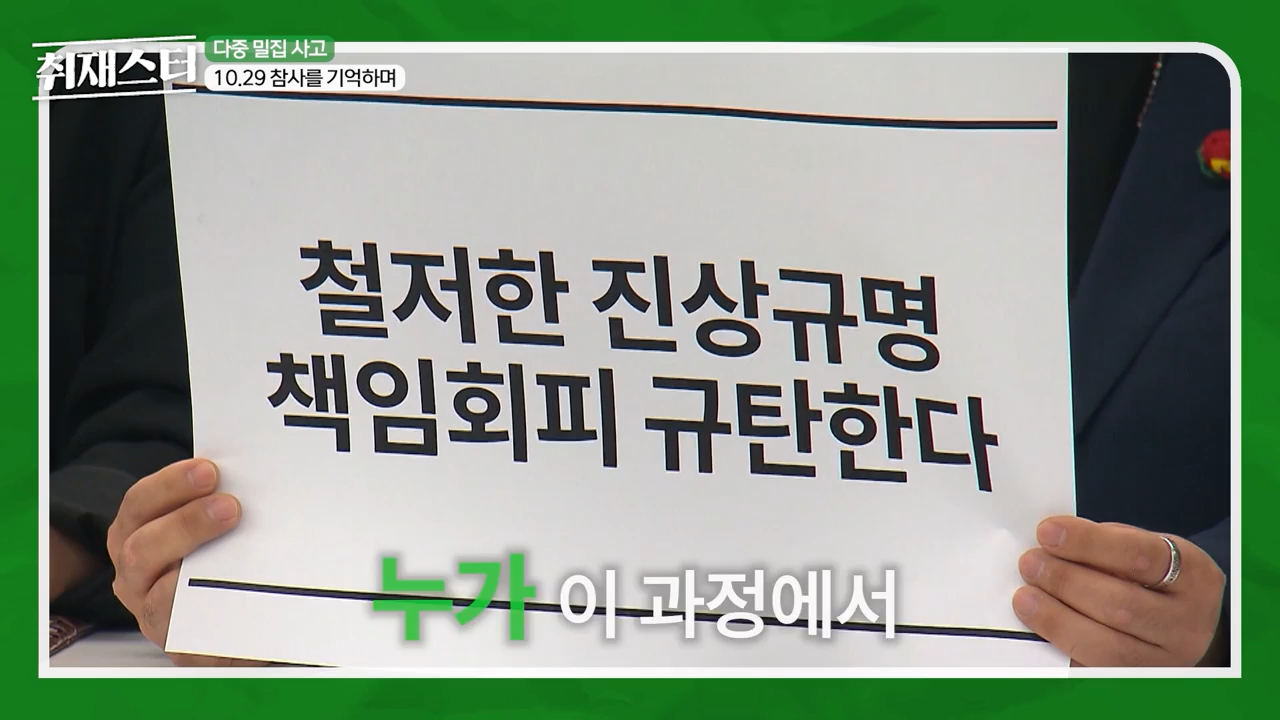 취재스터
다중 밀집 사고
10.29 참사를 기억하며
철저한 진상규명
책임회피 규탄한다
누가 이 과정에서